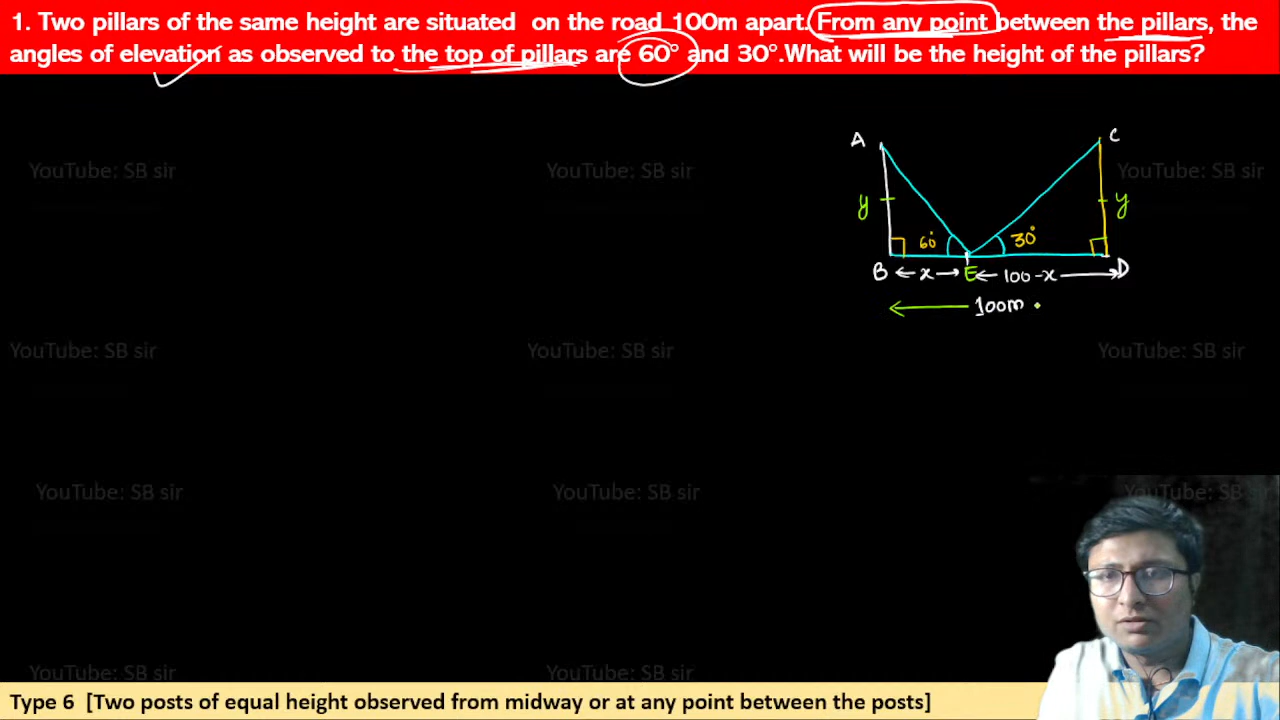 1. Two pillars of the same height are situated on the road 100m apart. From any point between the pillars, the
angles of elevation as observed to the top of pillars are 60° and 30°.What will be the height of the pillars?
A C
YouTube: SB sir YouTube: SB sir YouTube: SB sir
y y
60° 30°
B x E 100-x D
100m
YouTube: SB sir YouTube: SB sir YouTube: SB sir
YouTube: SB sir YouTube: SB sir YouTube: SB sir
YouTube: SB sir YouTube: SB sir
Type 6 [Two posts of equal height observed from midway or at any point between the posts]